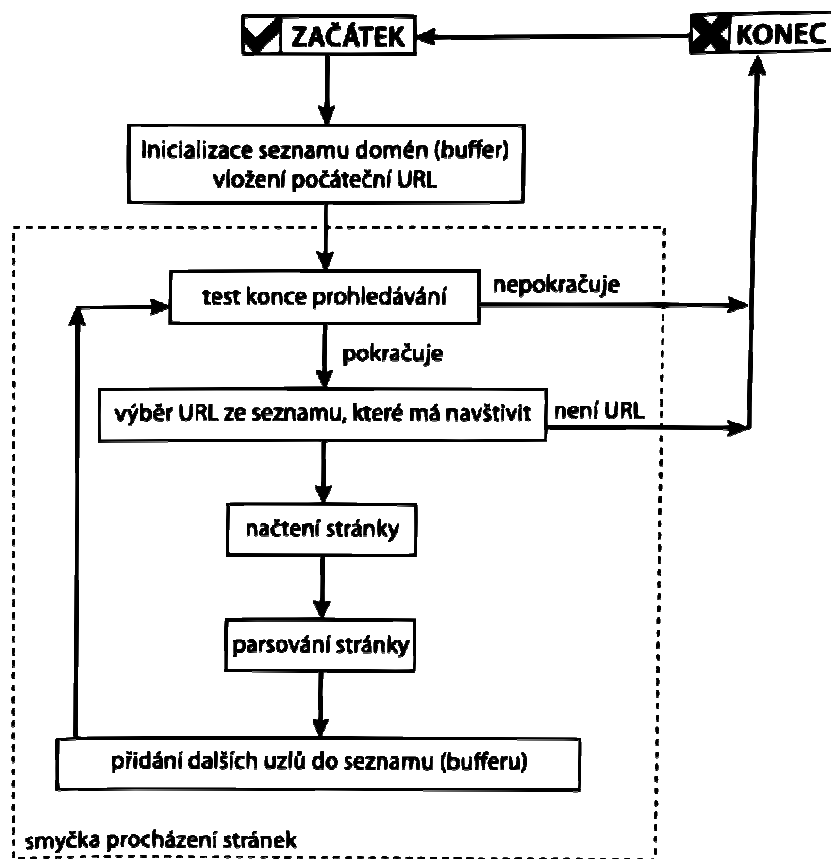 ZAČÁTEK
KONEC
Inicializace seznamu domén (buffer)
vložení počáteční URL
test konce prohledávání
nepokračuje
pokračuje
výběr URL ze seznamu, které má navštivit
není URL
načtení stránky
parsování stránky
přidání dalších uzlů do seznamu (bufferu)
smyčka procházení stránek